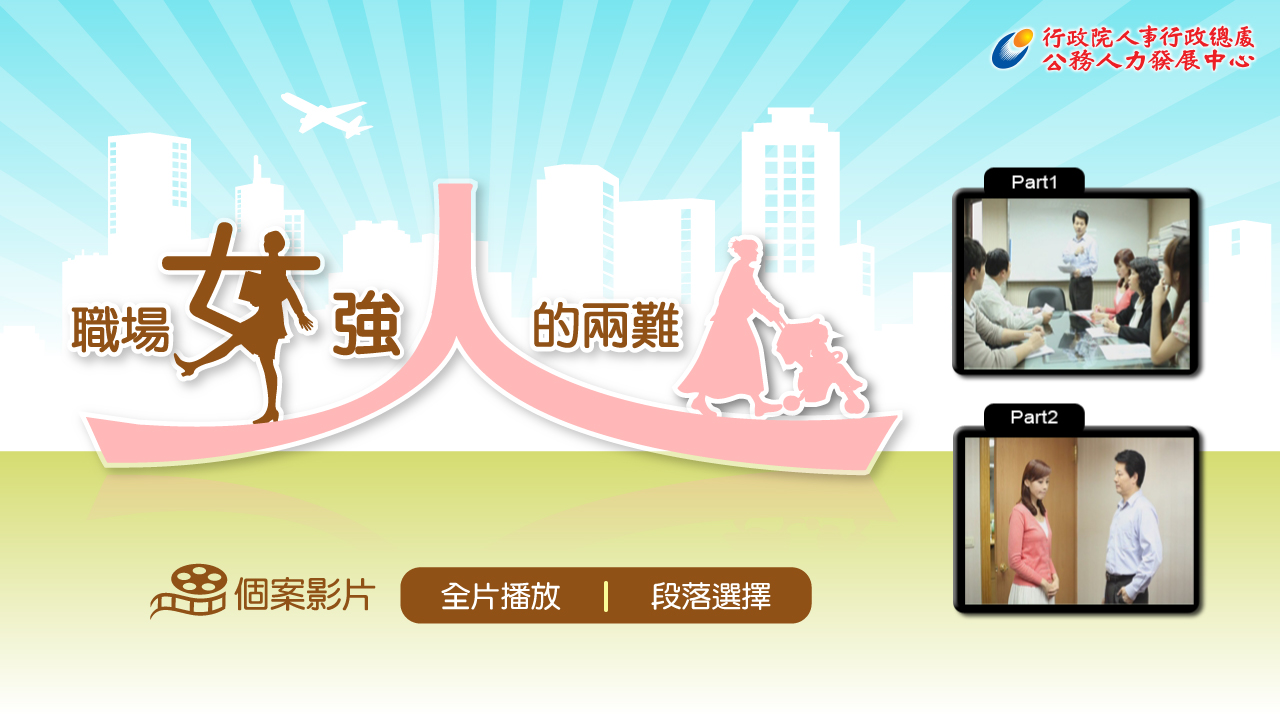 行政院人事行政總處
公務人力發展中心
職場女強人的兩難
Part1
Part2
個案影片
全片播放 | 段落選擇